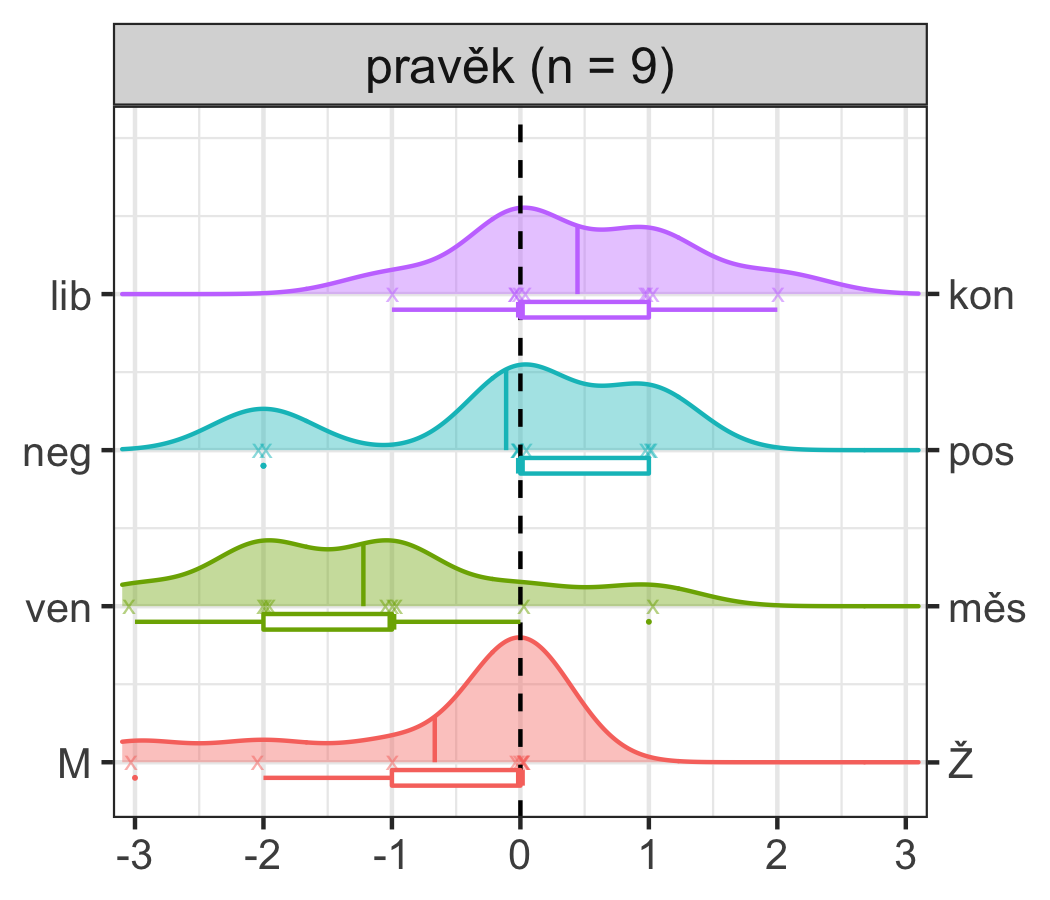 pravěk (n = 9)
lib kon
neg pos
ven měs
M Ž
-3 -2 -1 0 1 2 3